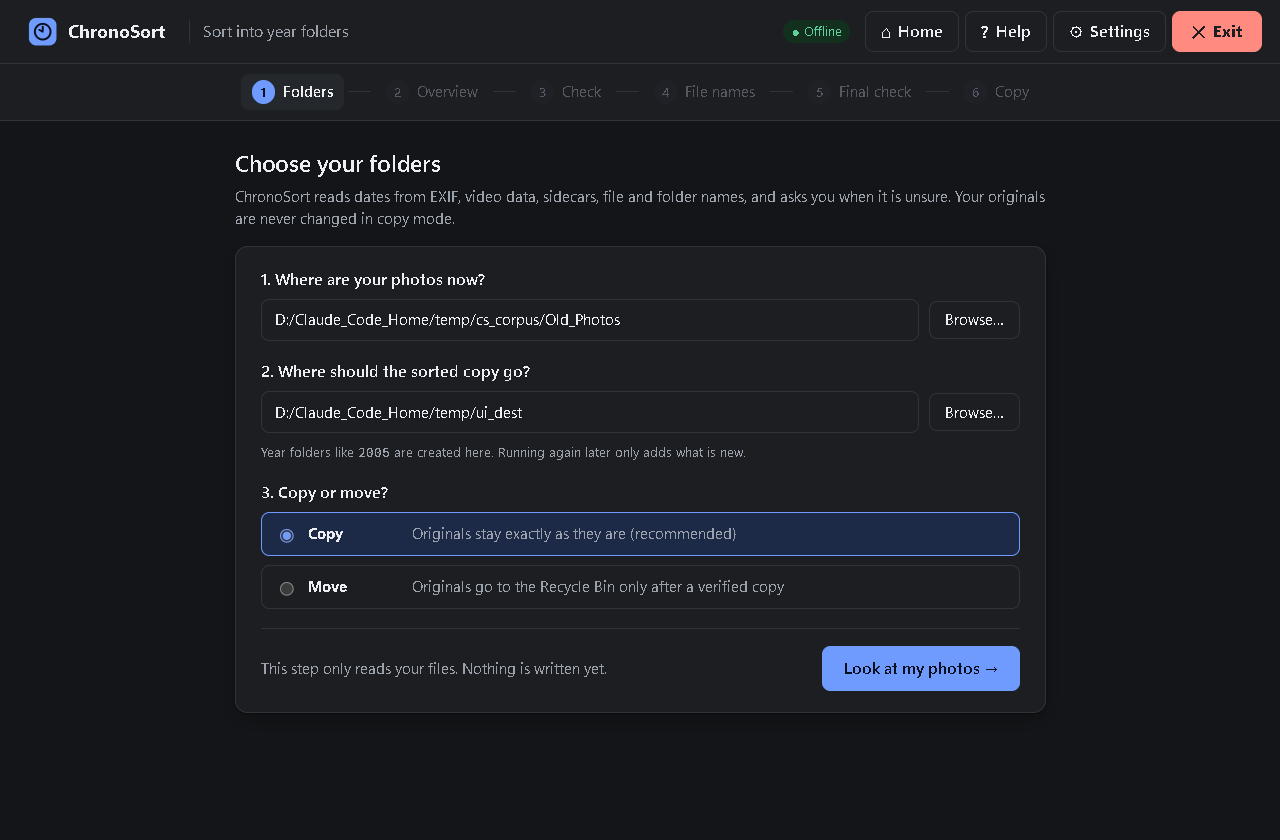 ChronoSort
Sort into year folders
Offline
Home
? Help
Settings
Exit
1 Folders
2 Overview
3 Check
4 File names
5 Final check
6 Copy
Choose your folders
ChronoSort reads dates from EXIF, video data, sidecars, file and folder names, and asks you when it is unsure. Your originals
are never changed in copy mode.
1. Where are your photos now?
D:/Claude_Code_Home/temp/cs_corpus/Old_Photos
Browse...
2. Where should the sorted copy go?
D:/Claude_Code_Home/temp/ui_dest
Browse...
Year folders like 2005 are created here. Running again later only adds what is new.
3. Copy or move?
Copy Originals stay exactly as they are (recommended)
Move Originals go to the Recycle Bin only after a verified copy
This step only reads your files. Nothing is written yet.
Look at my photos →